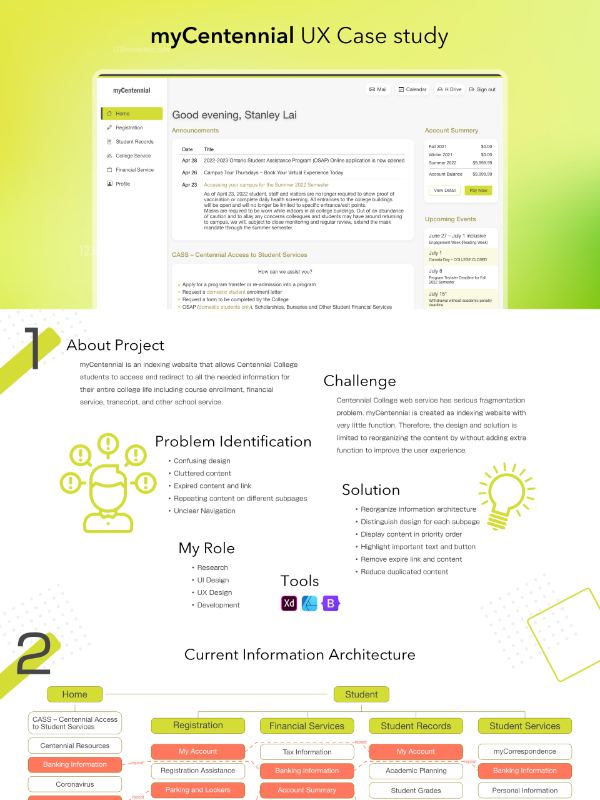 myCentennial UX Case study
myCentennial
Mail
Calendar
H Drive
Sign out
Home
Registration
Student Records
College Service
Financial Service
Profile
Good evening, Stanley Lai
Announcements
Date Title
Apr 28 2022-2023 Ontario Student Assistance Program (OSAP) Online application is now opened
Apr 26 Campus Tour Thursdays – Book Your Virtual Experience Today
Apr 23 Accessing your campus for the Summer 2022 Semester
As of April 23, 2022, student, staff and visitors are no longer required to show proof of
vaccination or complete daily health screening. All entrances to the college buildings
will be open and will no longer be limited to specific entrances/exit points.
Masks are required to be worn while indoors in all college buildings. Out of an abundance
of caution and to allay any concerns colleagues and students may have around returning
to campus, we will, subject to close monitoring and regular review, extend the mask
mandate through the summer semester.
Account Summary
Fall 2021 $0.00
Winter 2021 $0.00
Summer 2022 $9,999.99
Account Balance $9,999.99
View Detail
Pay Now
Upcoming Events
June 27 – July 1 inclusive
Engagement Week (Reading Week)
July 1
Canada Day – COLLEGE CLOSED
July 8
Program Transfer Deadline for Fall
2022 Semester
July 15
Withdrawal without academic penalty
deadline
CASS – Centennial Access to Student Services
How can we assist you?
• Apply for a program transfer or re-admission into a program
• Request a domestic student enrolment letter
• Request a form to be completed by the College
• OSAP (domestic students only), Scholarships, Bursaries and Other Student Financial Services
1
About Project
myCentennial is an indexing website that allows Centennial College
students to access and redirect to all the needed information for
their entire college life including course enrollment, financial
service, transcript, and other school service.
Challenge
Centennial College web service has serious fragmentation
problem, myCentennial is created as indexing website with
very little function. Therefore, the design and solution is
limited to reorganizing the content by without adding extra
function to improve the user experience.
Problem Identification
• Confusing design
• Cluttered content
• Expired content and link
• Repeating content on different subpages
• Unclear Navigation
Solution
• Reorganize information architecture
• Distinguish design for each subpage
• Display content in priority order
• Highlight important text and button
• Remove expire link and content
• Reduce duplicated content
My Role
• Research
• UI Design
• UX Design
• Development
Tools
Xd
B
2
Current Information Architecture
Home
Student
CASS – Centennial Access
to Student Services
Registration
Financial Services
Student Records
Student Services
Centennial Resources
My Account
Tax Information
My Account
myCorrespondence
Banking Information
Registration Assistance
Banking Information
Academic Planning
Banking Information
Coronavirus
Parking and Lockers
Account Summary
Student Grades
Personal Information